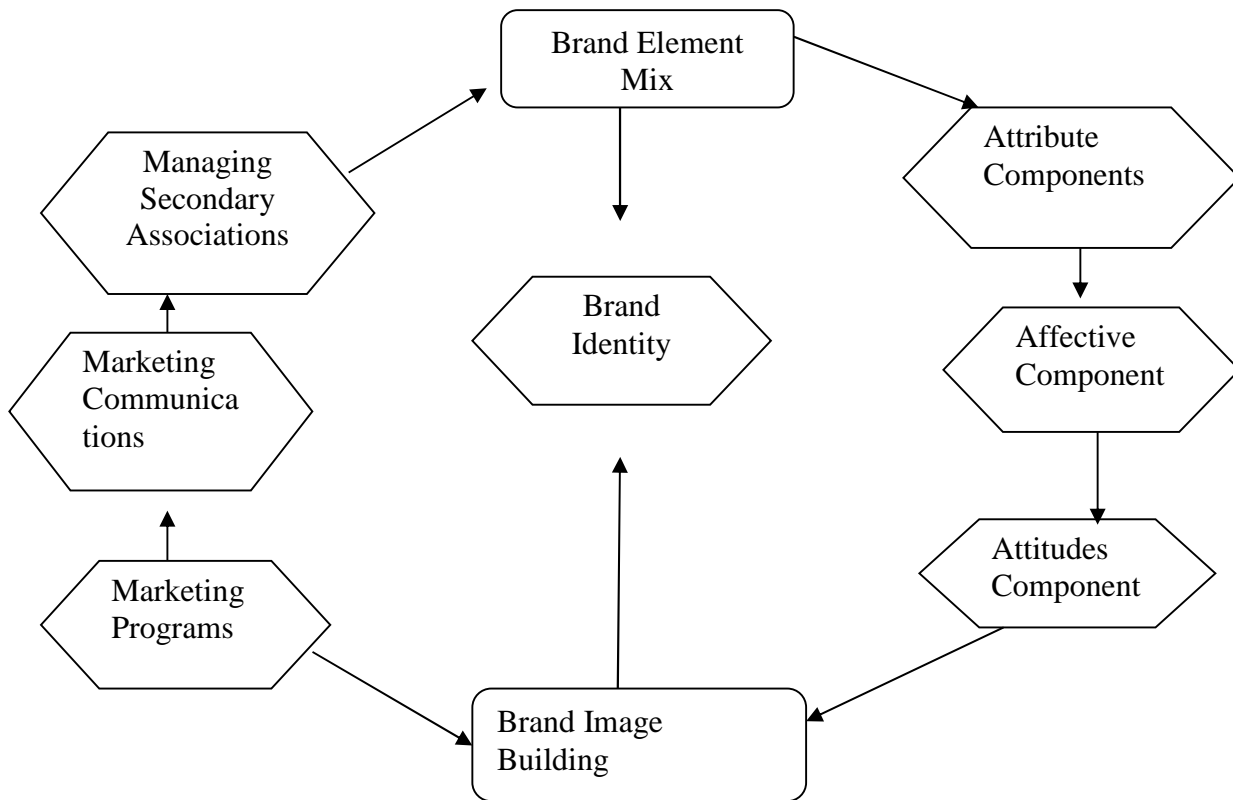 Brand Element
Mix
Attribute
Components
Managing
Secondary
Associations
Brand
Identity
Affective
Component
Marketing
Communica
tions
Attitudes
Component
Marketing
Programs
Brand Image
Building